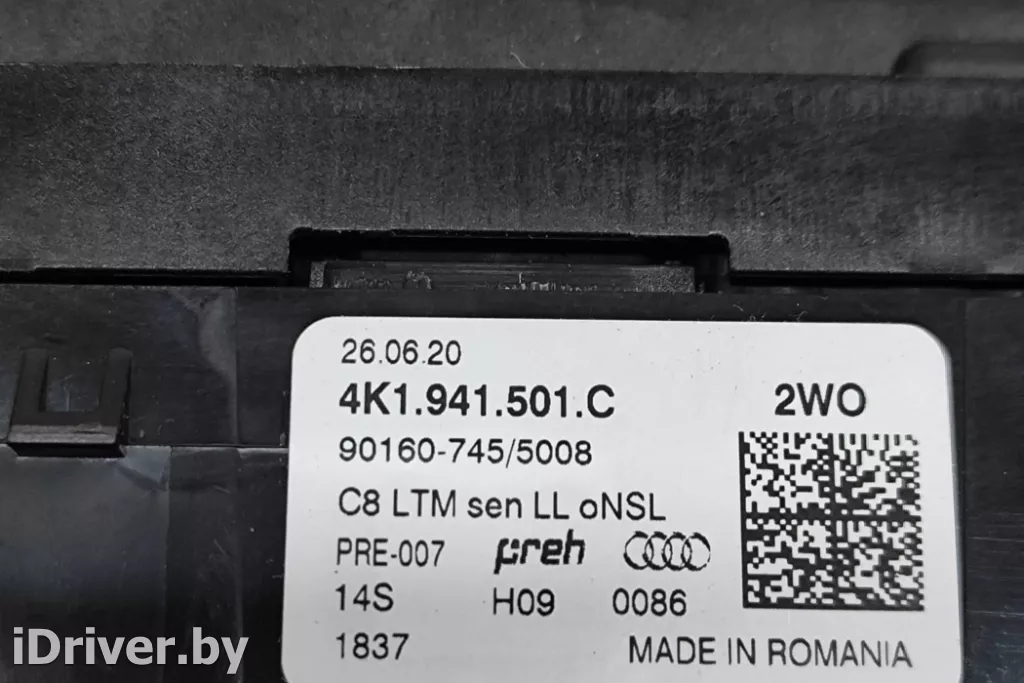 26.06.20
4K1.941.501.C 2WO
90160-745/5008
C8 LTM sen LL oNSL
PRE-007 preh
14S H09 0086
1837 MADE IN ROMANIA
iDriver.by